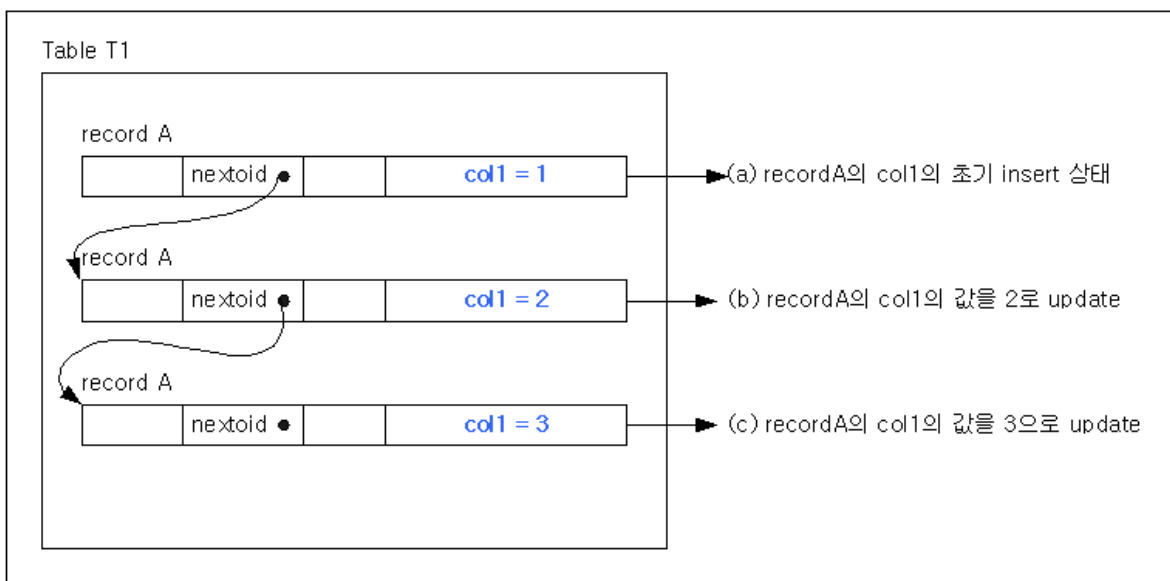 Table T1
record A
nextoid
col1 = 1
(a) recordA의 col1의 초기 insert 상태
record A
nextoid
col1 = 2
(b) recordA의 col1의 값을 2로 update
record A
nextoid
col1 = 3
(c) recordA의 col1의 값을 3으로 update